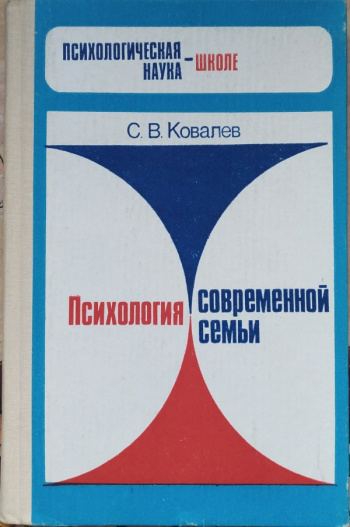 ПСИХОЛОГИЧЕСКАЯ
НАУКА – ШКОЛЕ
С. В. Ковалев
Психология современной
семьи